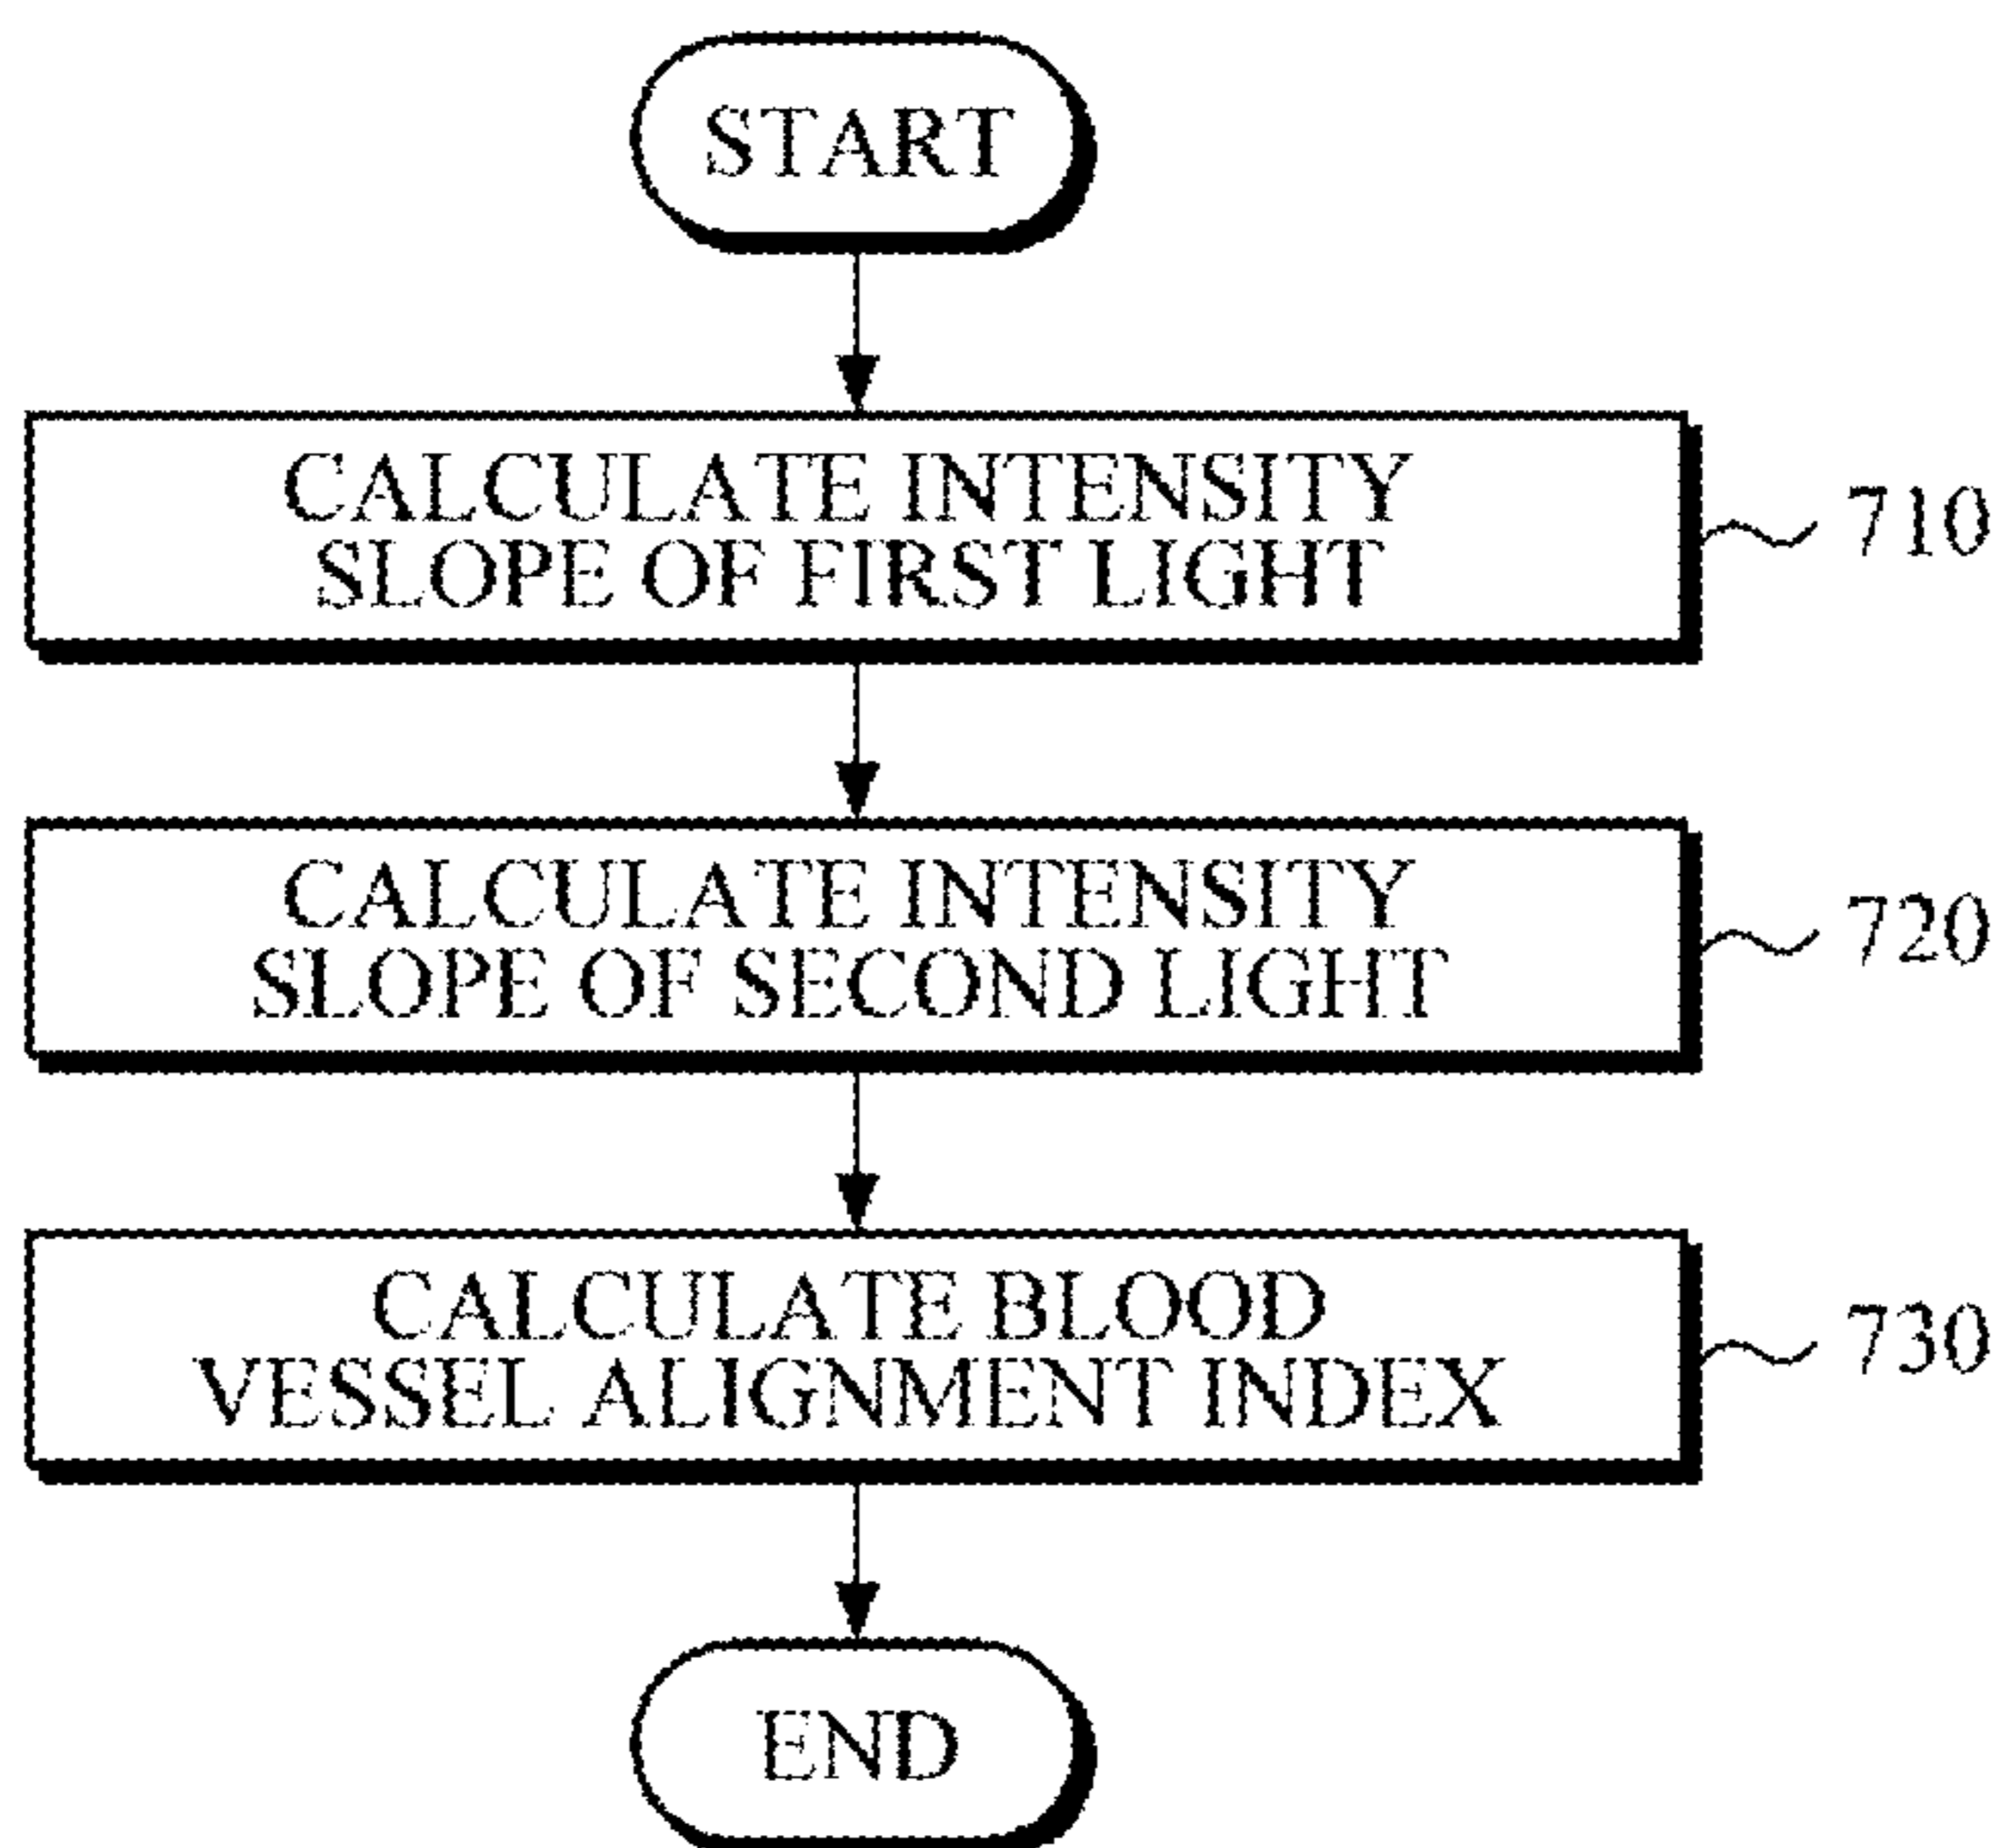 START
CALCULATE INTENSITY
SLOPE OF FIRST LIGHT
710
CALCULATE INTENSITY
SLOPE OF SECOND LIGHT
720
CALCULATE BLOOD
VESSEL ALIGNMENT INDEX
730
END